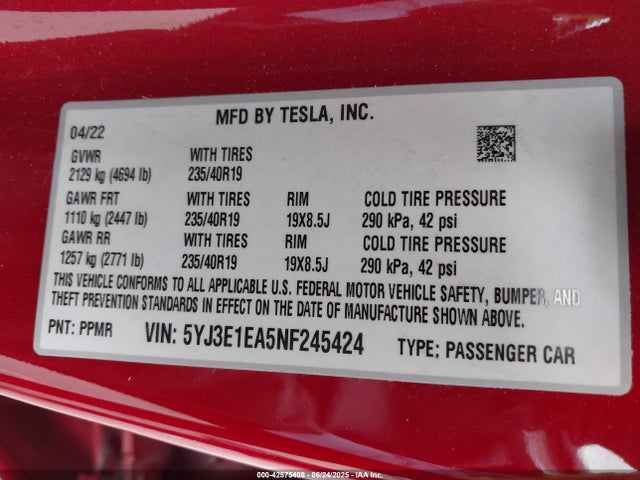 MFD BY TESLA, INC.
04/22
GVWR WITH TIRES
2129 kg (4694 lb) 235/40R19
GAWR FRT WITH TIRES RIM COLD TIRE PRESSURE
1110 kg (2447 lb) 235/40R19 19X8.5J 290 kPa, 42 psi
GAWR RR WITH TIRES RIM COLD TIRE PRESSURE
1257 kg (2771 lb) 235/40R19 19X8.5J 290 kPa, 42 psi
THIS VEHICLE CONFORMS TO ALL APPLICABLE U.S. FEDERAL MOTOR VEHICLE SAFETY, BUMPER, AND
THEFT PREVENTION STANDARDS IN EFFECT ON THE DATE OF MANUFACTURE SHOWN ABOVE.
PNT: PPMR VIN: 5YJ3E1EA5NF245424 TYPE: PASSENGER CAR
000-42575408 - 06/24/2025 - IAA Inc.